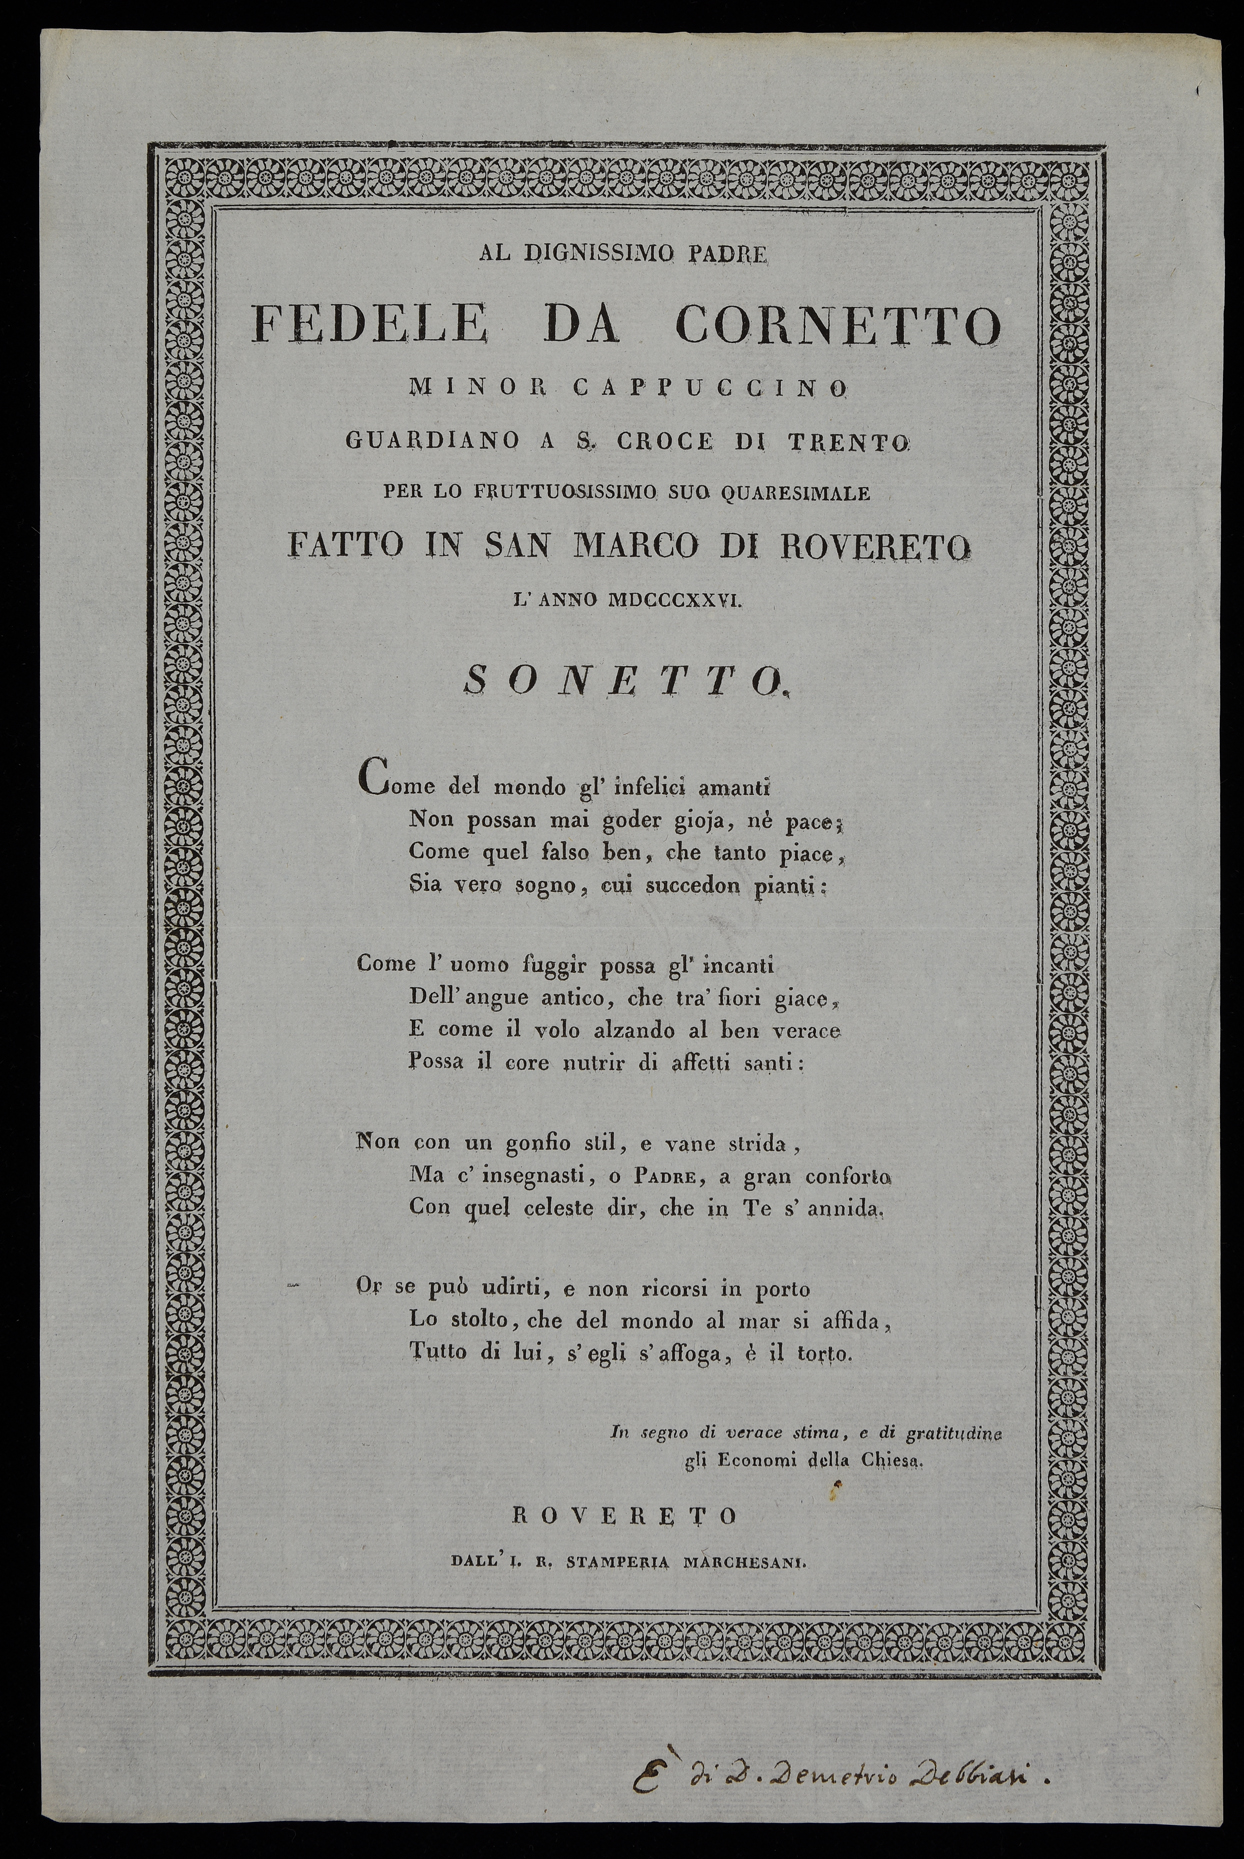 AL DIGNISSIMO PADRE
FEDELE DA CORNETTO
MINOR CAPPUCCINO
GUARDIANO A S. CROCE DI TRENTO
PER LO FRUTTUOSISSIMO SUO QUARESIMALE
FATTO IN SAN MARCO DI ROVERETO
L' ANNO MDCCCXXVI.
SONETTO.
Come del mondo gl' infelici amanti
Non possan mai goder gioja, nè pace;
Come quel falso ben, che tanto piace,
Sia vero sogno, cui succedon pianti:
Come l' uomo fuggir possa gl' incanti
Dell' angue antico, che tra' fiori giace,
E come il volo alzando al ben verace
Possa il core nutrir di affetti santi:
Non con un gonfio stil, e vane strida,
Ma c' insegnasti, o PADRE, a gran conforto
Con quel celeste dir, che in Te s' annida.
Or se può udirti, e non ricorsi in porto
Lo stolto, che del mondo al mar si affida,
Tutto di lui, s' egli s' affoga, è il torto.
In segno di verace stima, e di gratitudine
gli Economi della Chiesa.
ROVERETO
DALL' I. R. STAMPERIA MARCHESANI.
È di D. Demetrio Debbiasi.